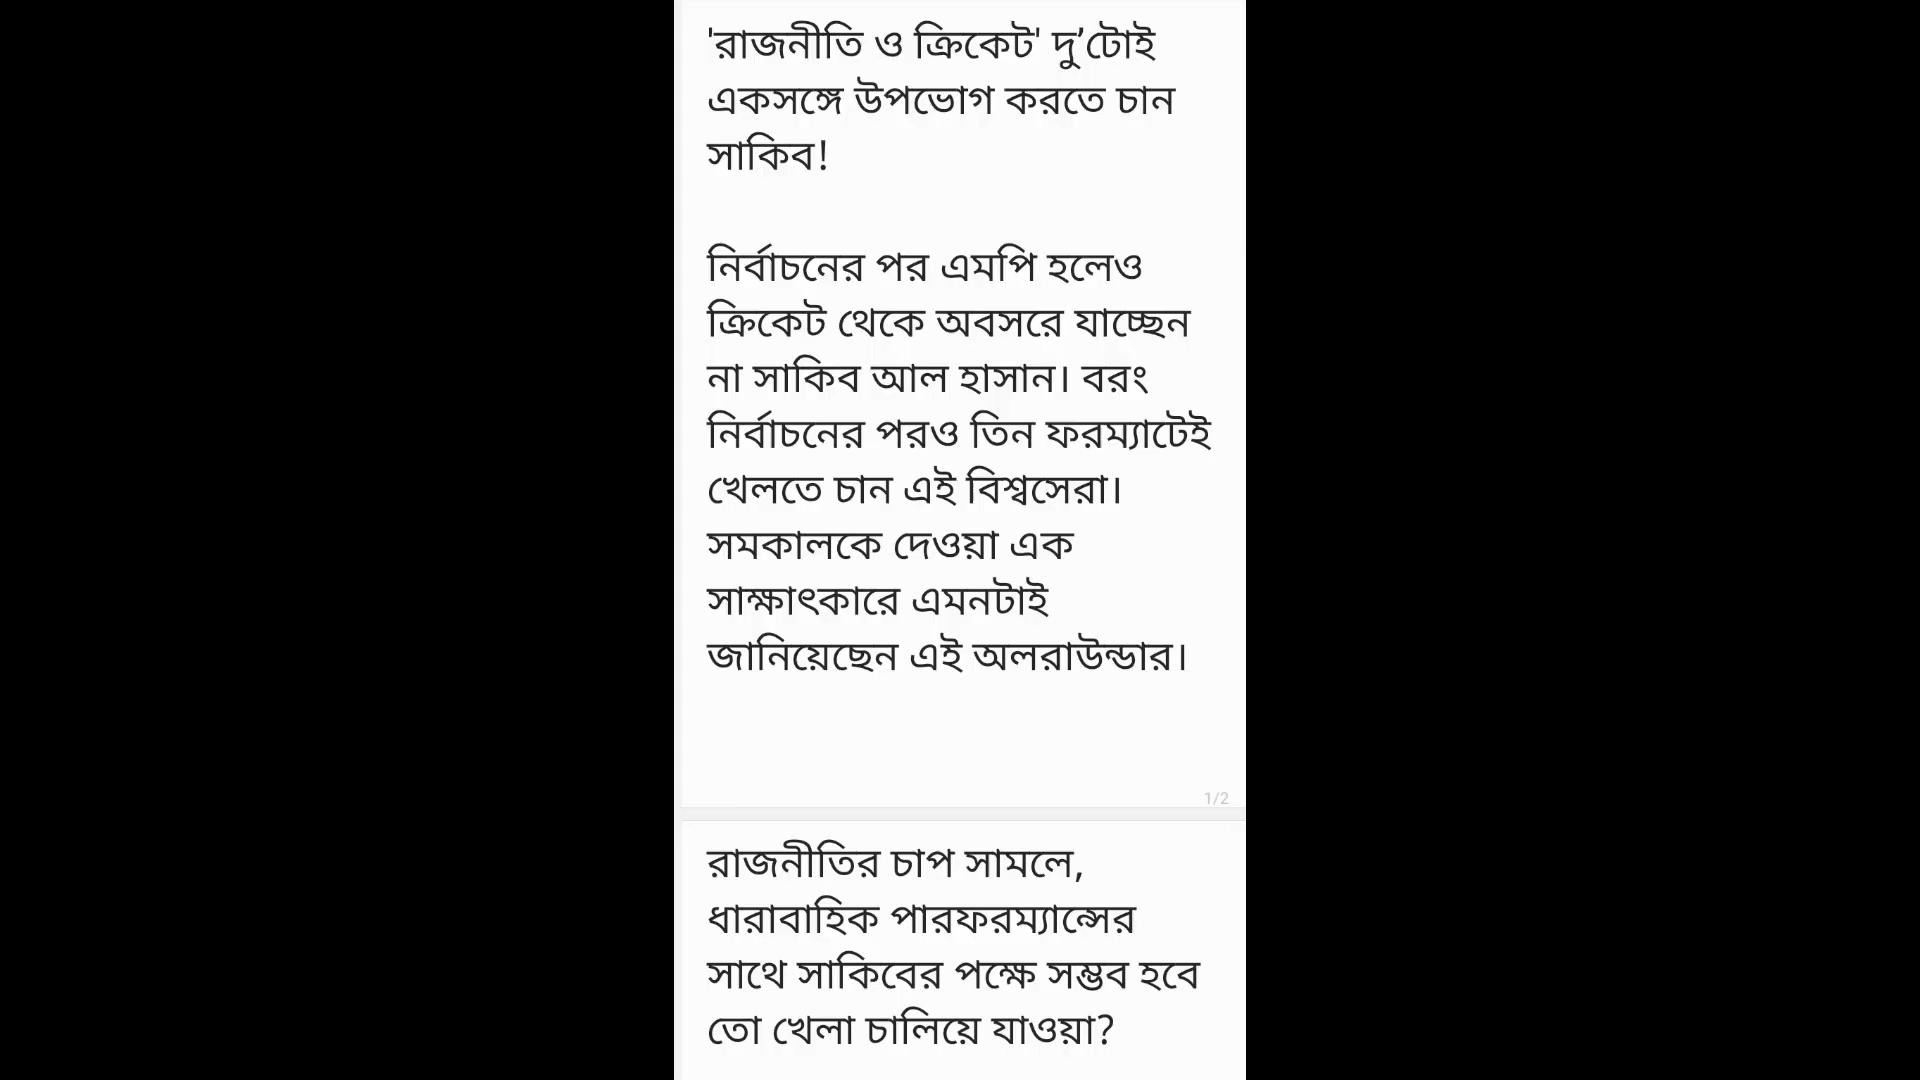 'রাজনীতি ও ক্রিকেট' দু’টোই
একসঙ্গে উপভোগ করতে চান
সাকিব!
নির্বাচনের পর এমপি হলেও
ক্রিকেট থেকে অবসরে যাচ্ছেন
না সাকিব আল হাসান। বরং
নির্বাচনের পরও তিন ফরম্যাটেই
খেলতে চান এই বিশ্বসেরা।
সমকালকে দেওয়া এক
সাক্ষাৎকারে এমনটাই
জানিয়েছেন এই অলরাউন্ডার।
1/2
রাজনীতির চাপ সামলে,
ধারাবাহিক পারফরম্যান্সের
সাথে সাকিবের পক্ষে সম্ভব হবে
তো খেলা চালিয়ে যাওয়া?